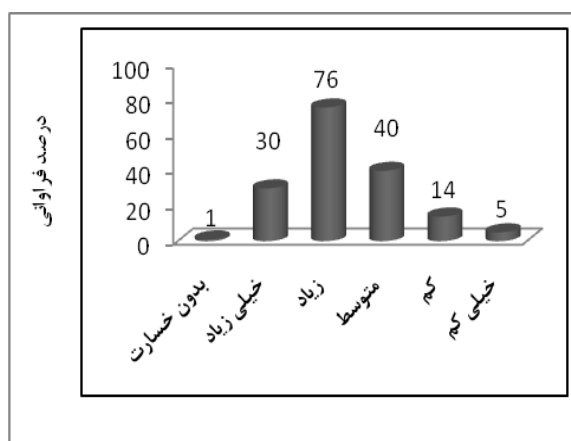 درصد فراوانی
100
80
60
40
20
0
1
30
76
40
14
5
بدون خسارت
خیلی زیاد
زیاد
متوسط
کم
خیلی کم